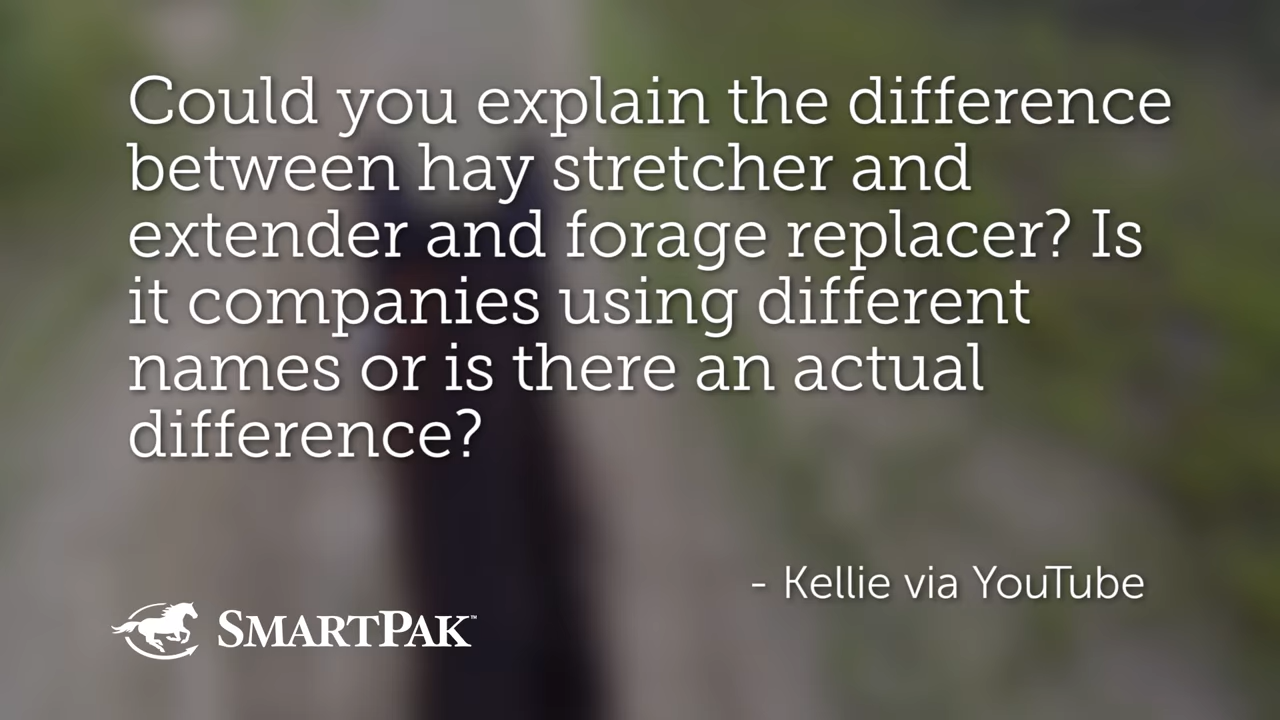 Could you explain the difference
between hay stretcher and
extender and forage replacer? Is
it companies using different
names or is there an actual
difference?
- Kellie via YouTube
SMARTPAK™